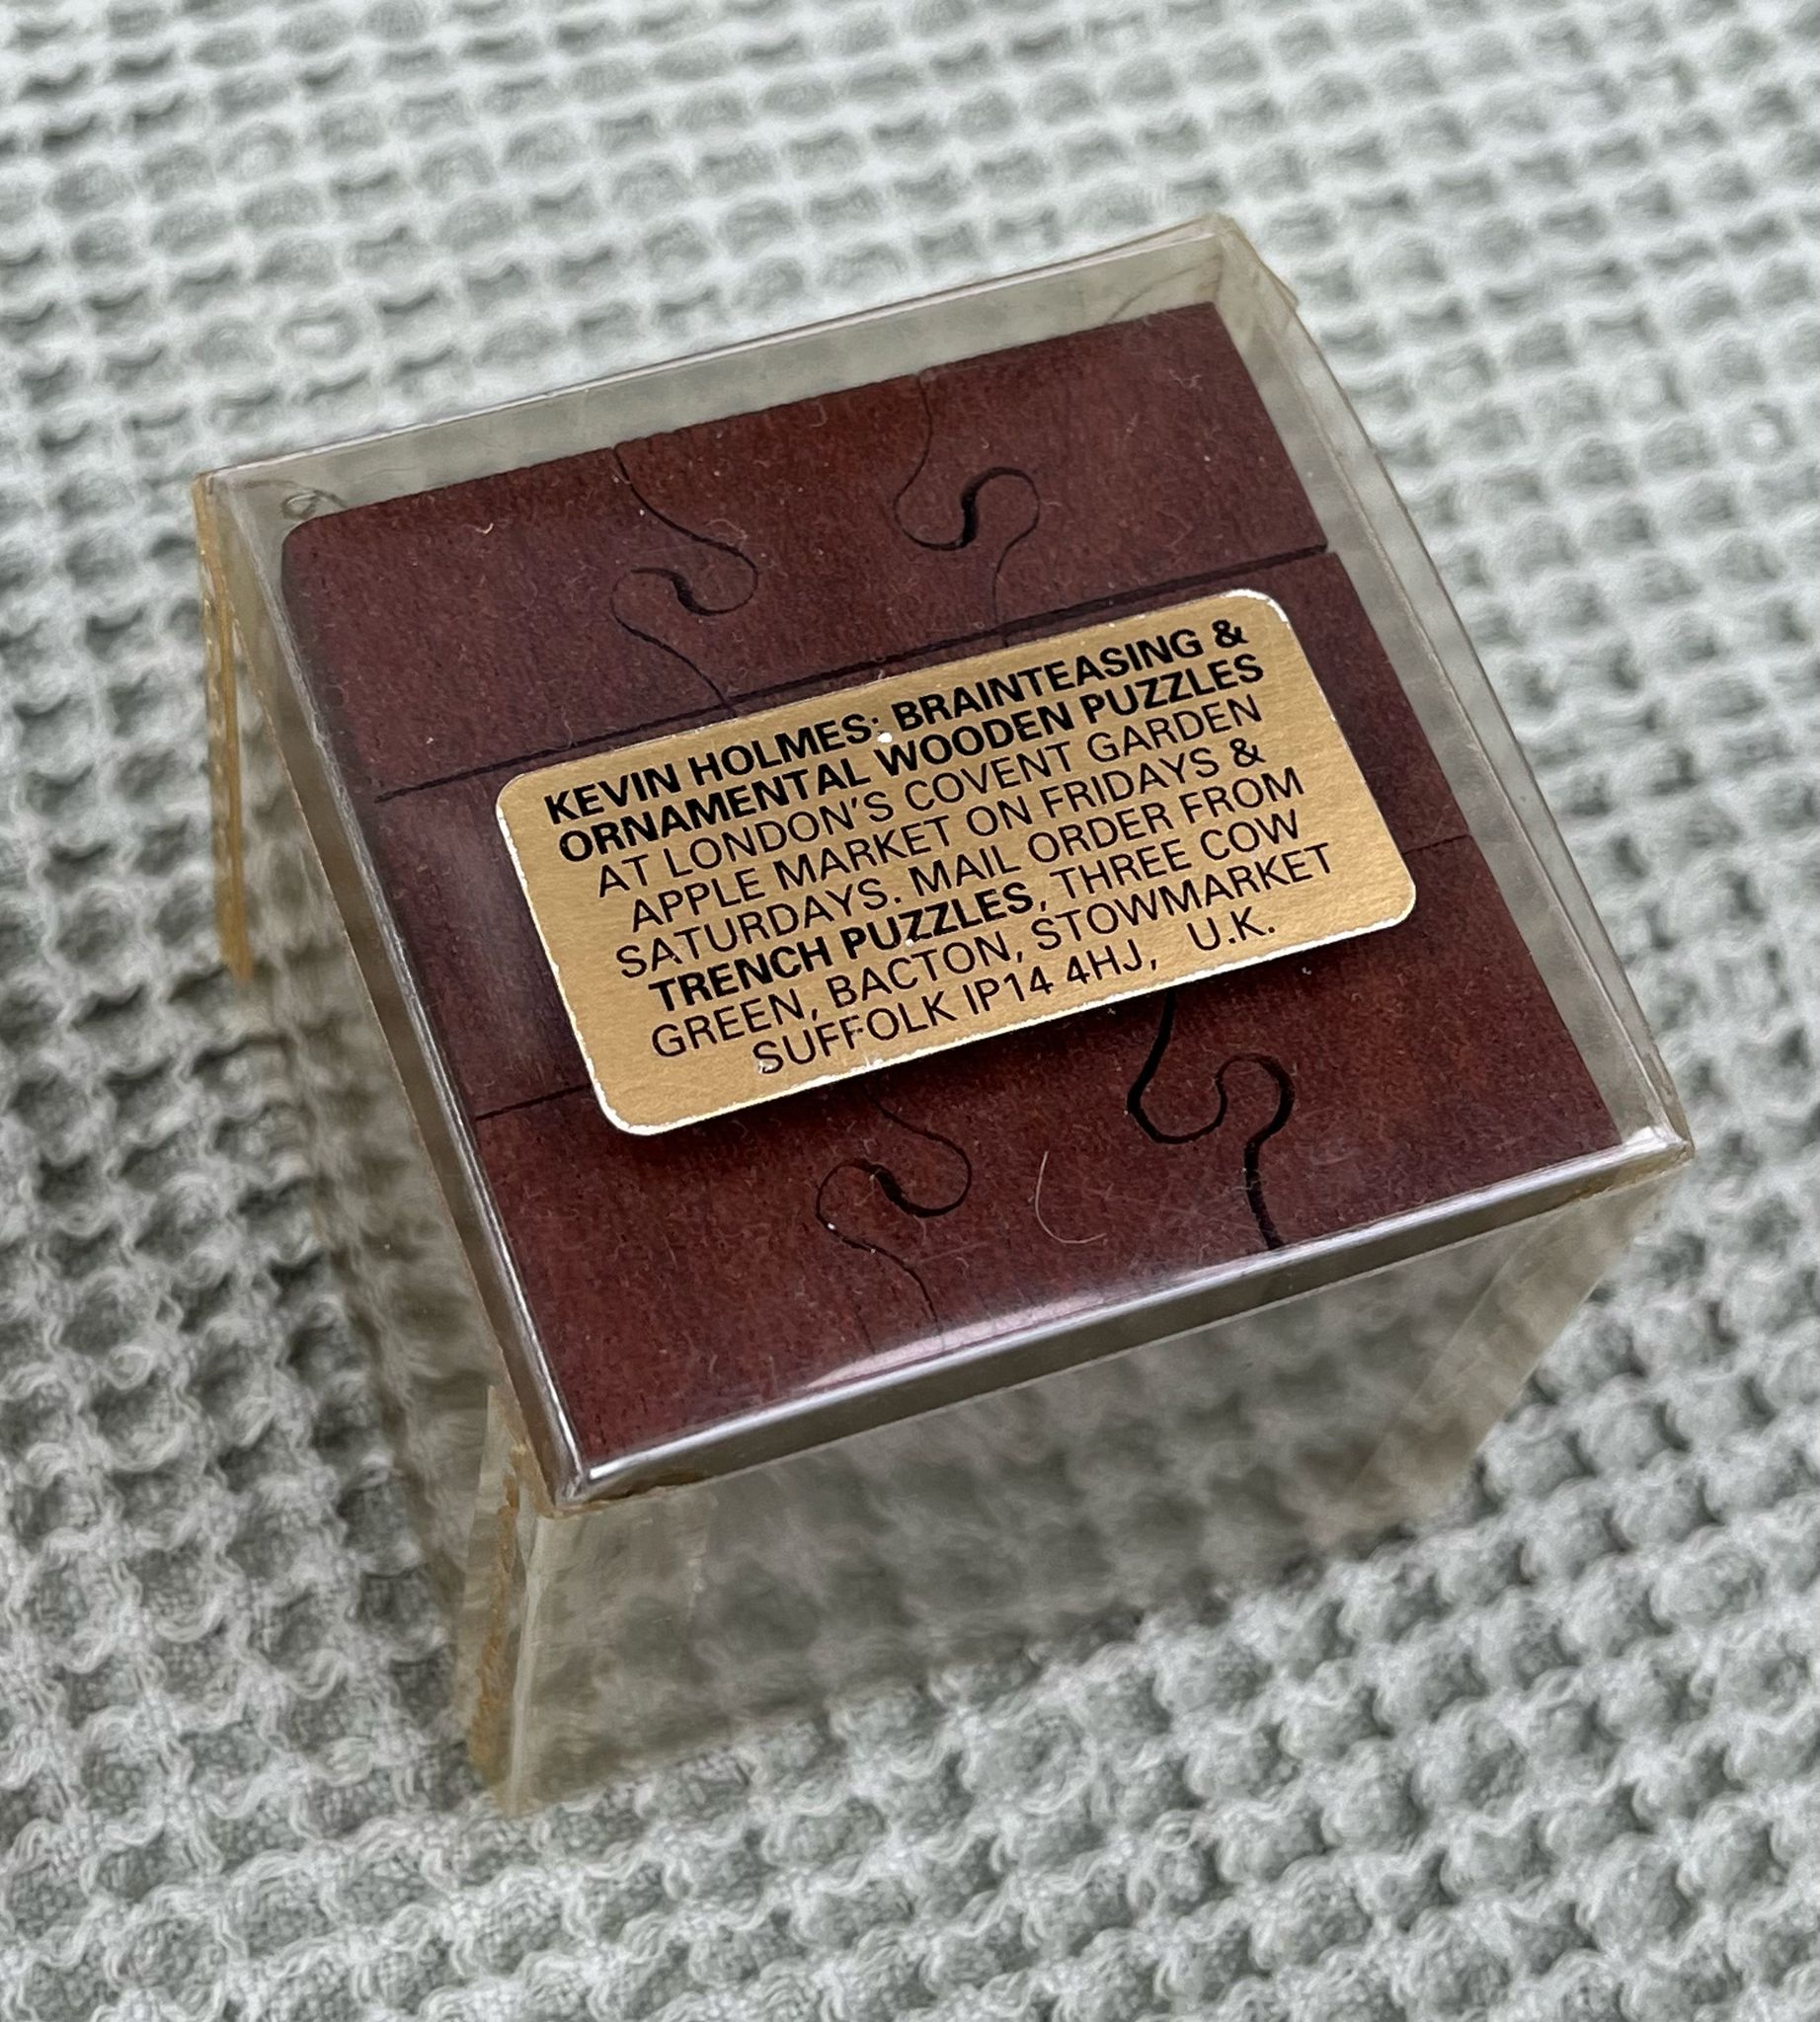 KEVIN HOLMES: BRAINTEASING &
ORNAMENTAL WOODEN PUZZLES
AT LONDON'S COVENT GARDEN
APPLE MARKET ON FRIDAYS &
SATURDAYS. MAIL ORDER FROM
TRENCH PUZZLES, THREE COW
GREEN, BACTON, STOWMARKET
SUFFOLK IP14 4HJ, U.K.